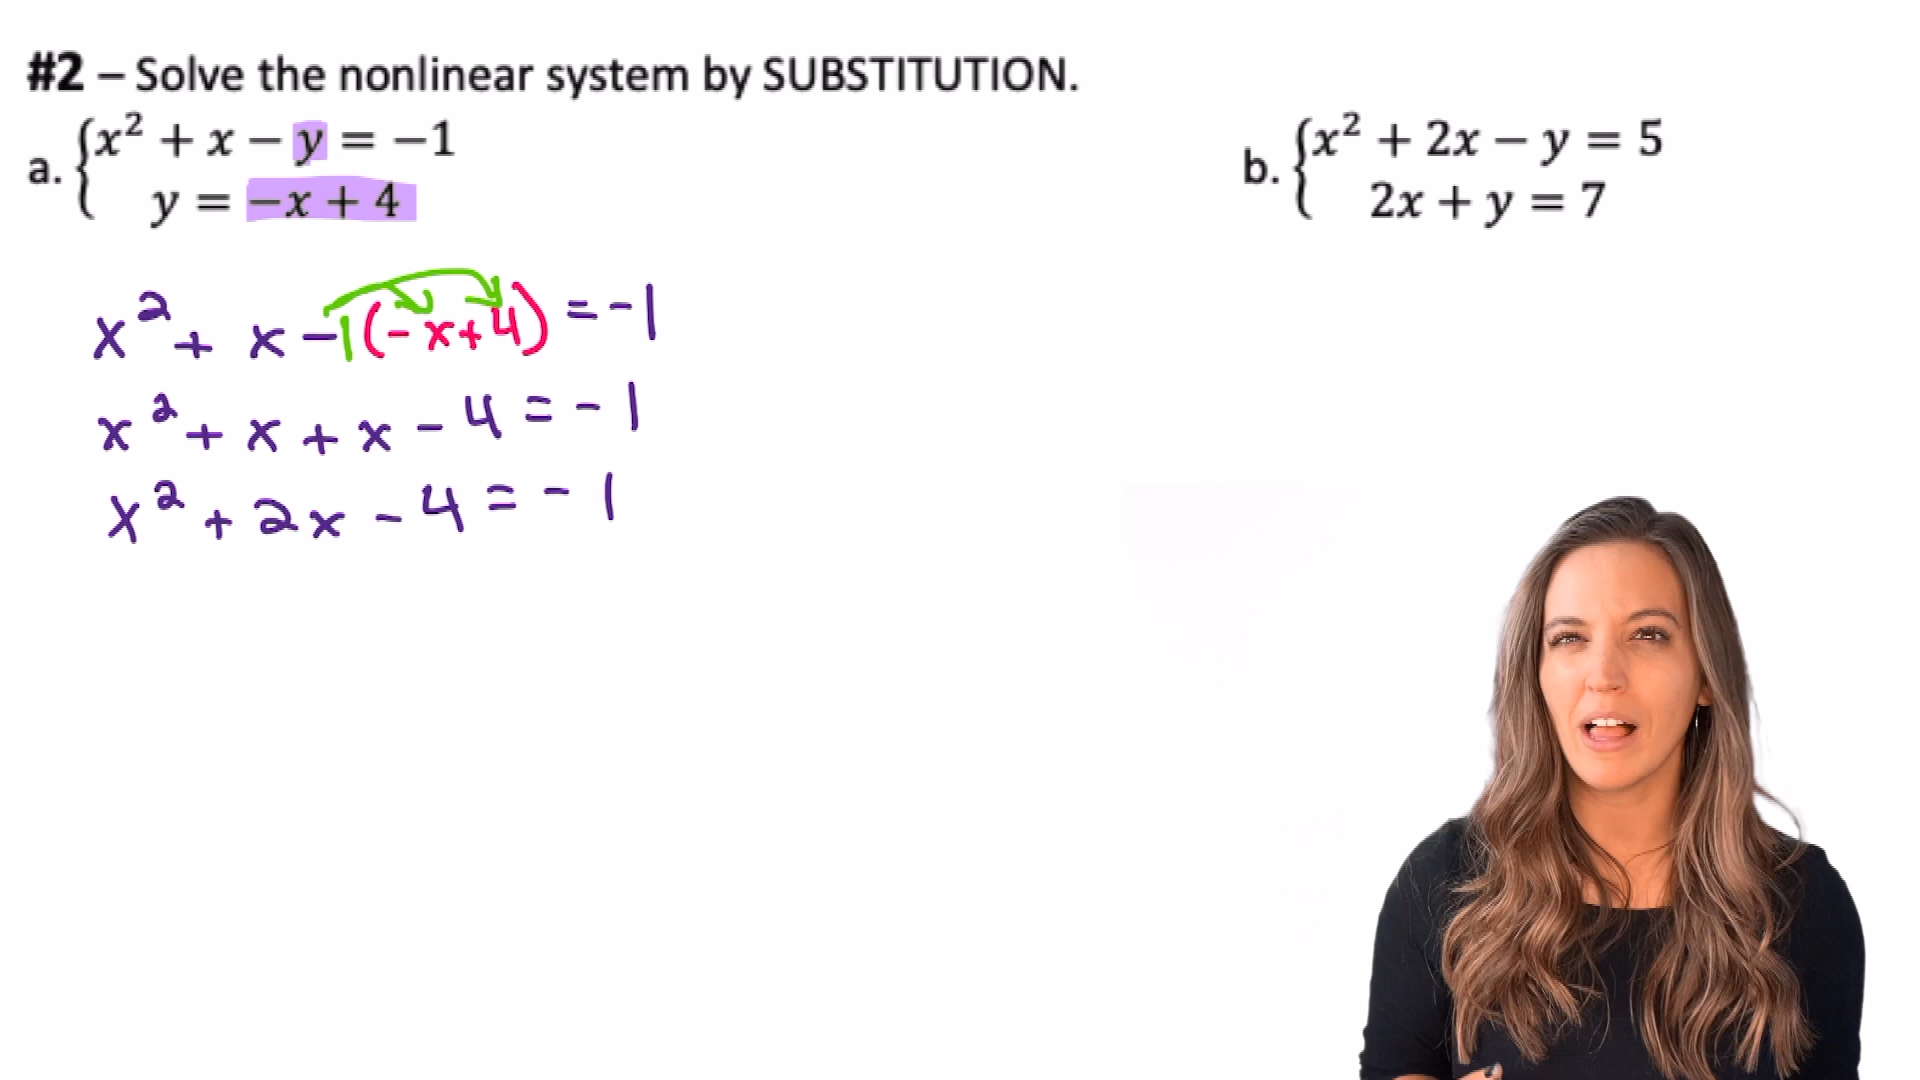 #2 – Solve the nonlinear system by SUBSTITUTION.
a. { x² + x − y = −1
y = −x + 4
b. { x² + 2x − y = 5
2x + y = 7
x² + x −1(−x+4) = −1
x² + x + x − 4 = −1
x² + 2x − 4 = −1